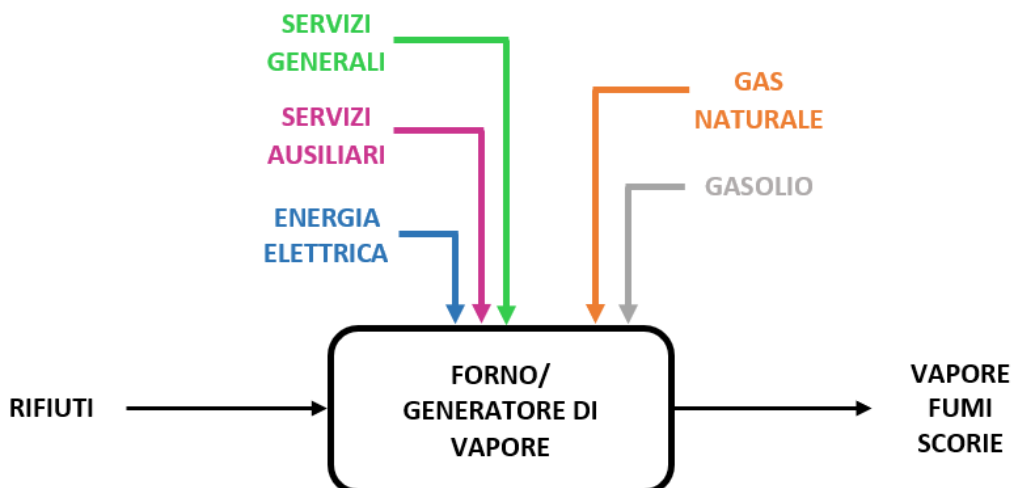 SERVIZI
GENERALI
SERVIZI
AUSILIARI
ENERGIA
ELETTRICA
GAS
NATURALE
GASOLIO
RIFIUTI
FORNO/
GENERATORE DI
VAPORE
VAPORE
FUMI
SCORIE